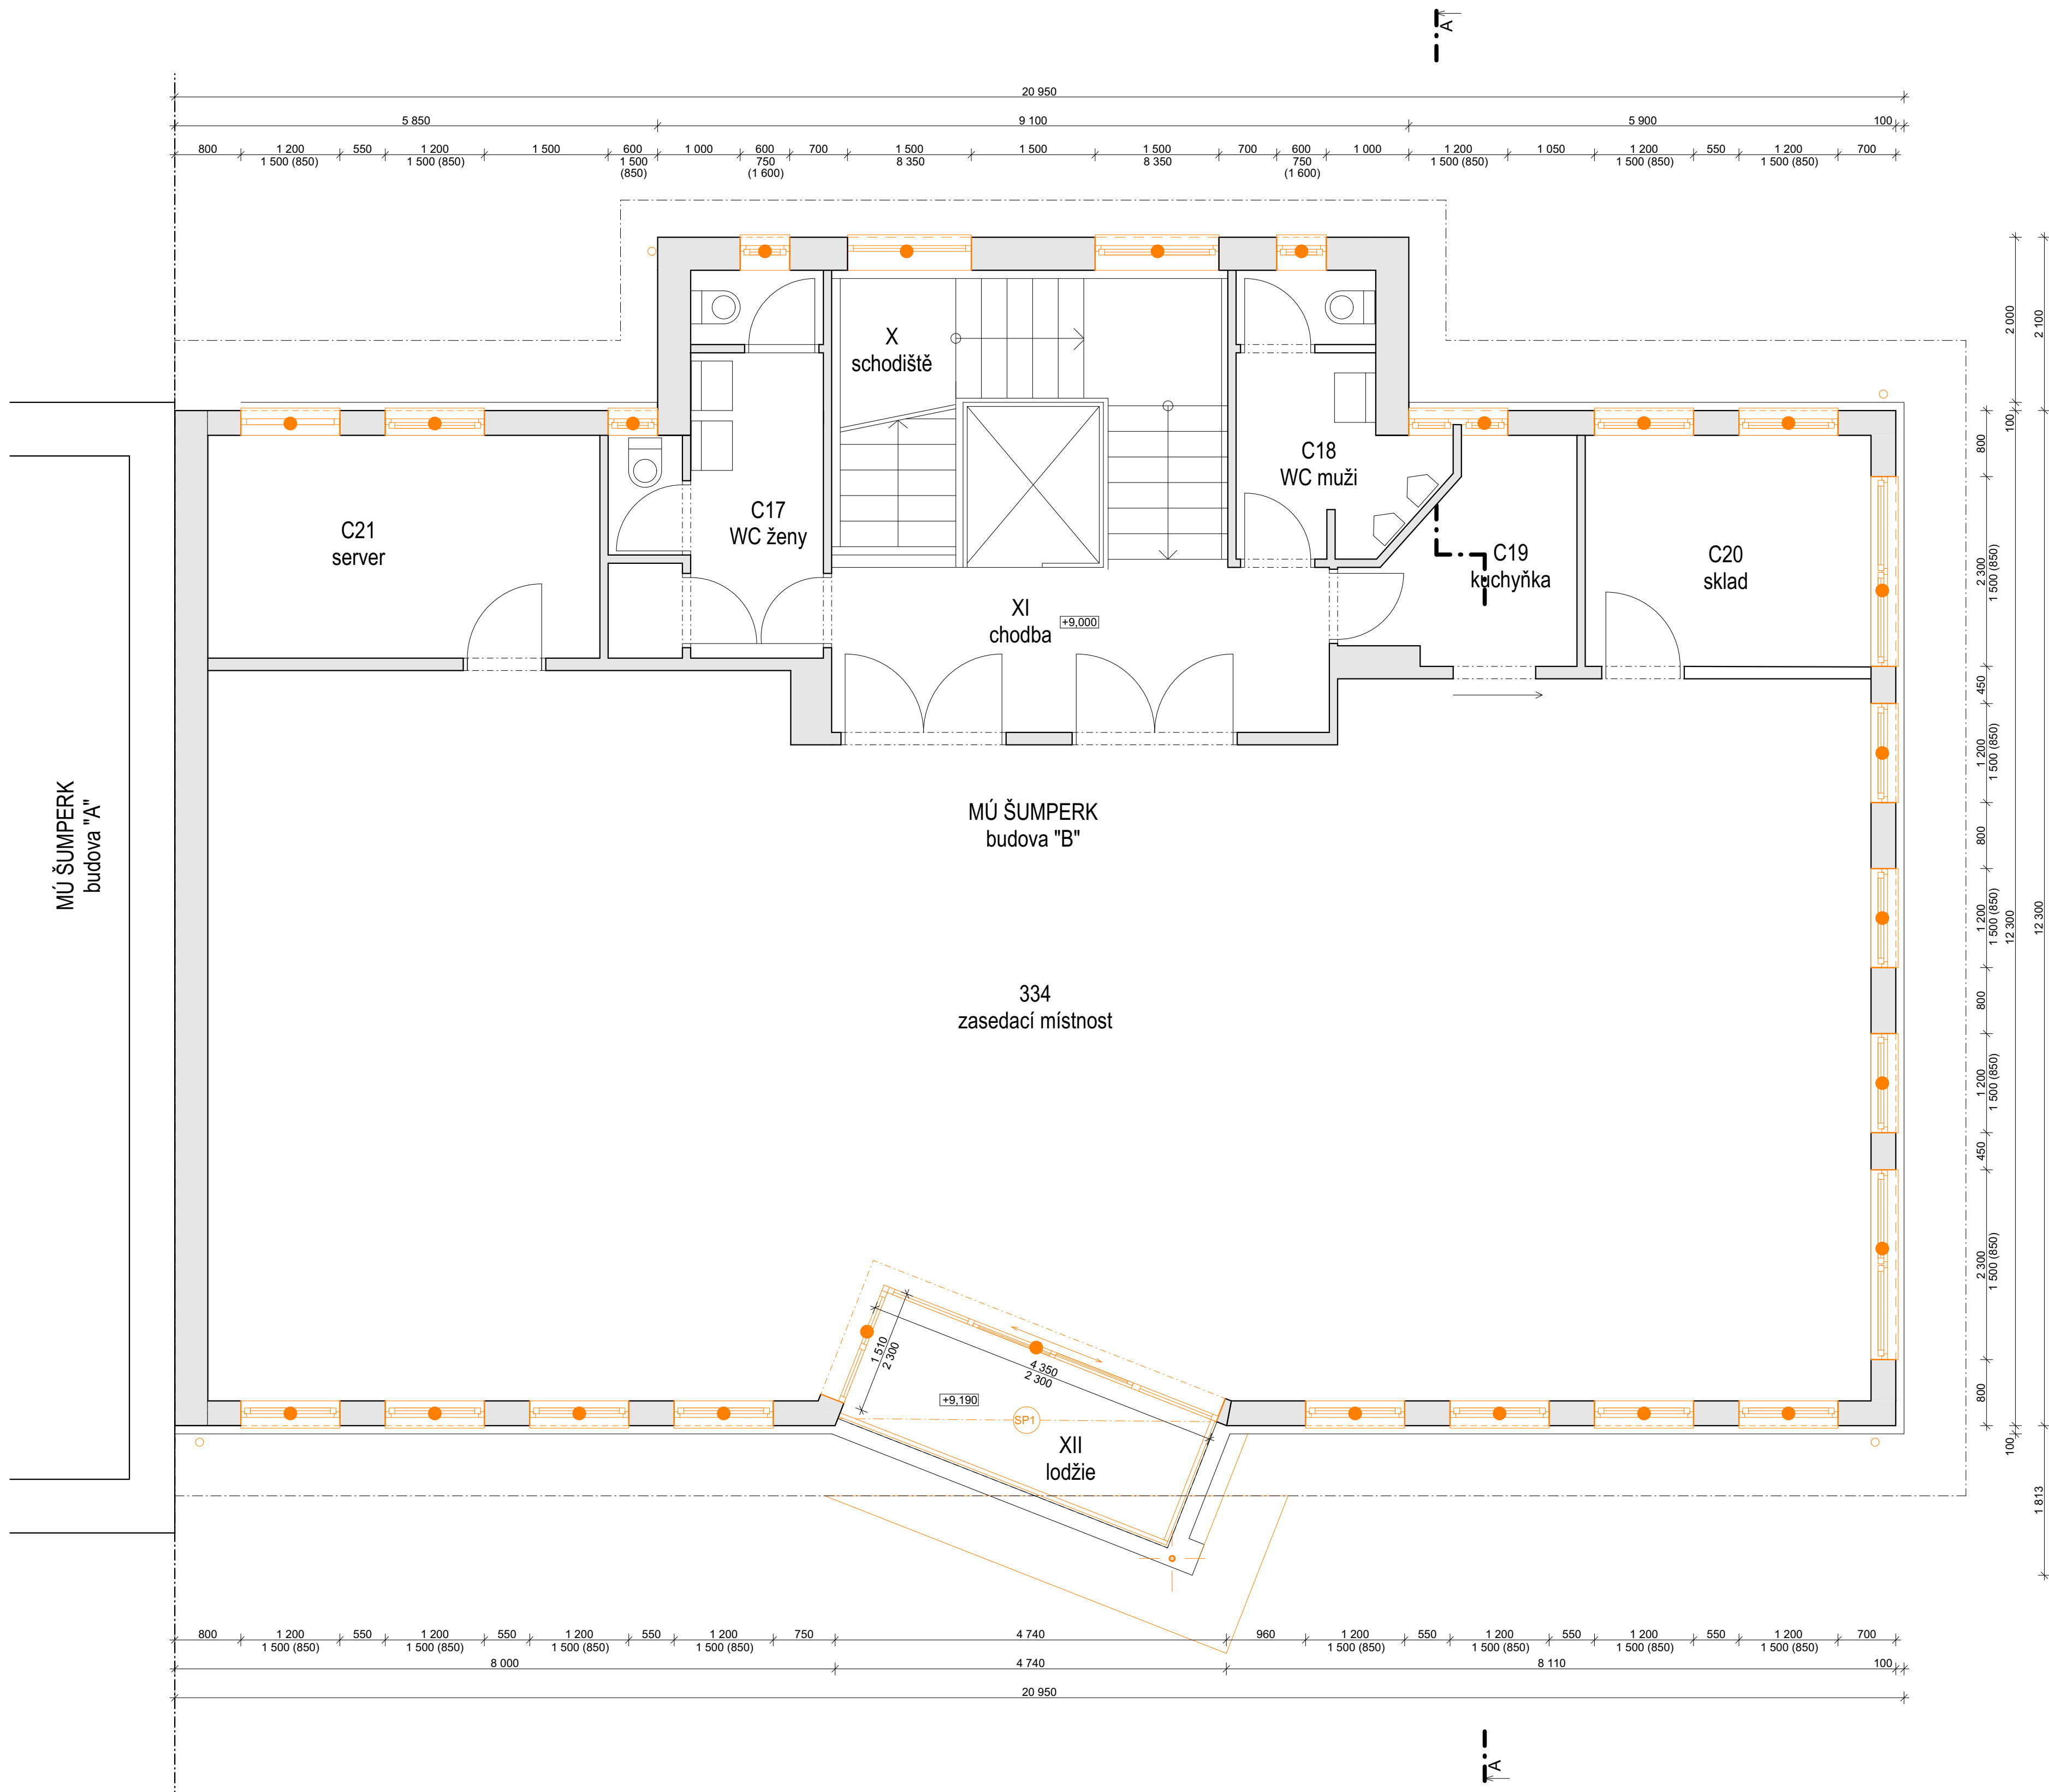 A
20 950
5 850
9 100
5 900
100
800
1 200
550
1 200
1 500
600
1 000
600
700
1 500
1 500
1 500
700
600
1 000
1 200
1 050
1 200
550
1 200
700
1 500 (850)
1 500 (850)
1 500
(850)
750
(1 600)
8 350
8 350
750
(1 600)
1 500 (850)
1 500 (850)
1 500 (850)
X
schodiště
C18
WC muži
C17
WC ženy
C21
server
C19
kuchyňka
C20
sklad
XI
chodba
+9,000
MÚ ŠUMPERK
budova "A"
MÚ ŠUMPERK
budova "B"
334
zasedací místnost
1 510
2 300
4 350
2 300
+9,190
SP1
XII
lodžie
2 000
2 100
100
800
2 300
1 500 (850)
450
1 200
1 500 (850)
800
1 200
1 500 (850)
12 300
12 300
800
1 200
1 500 (850)
450
2 300
1 500 (850)
800
100
1 813
800
1 200
550
1 200
550
1 200
550
1 200
750
4 740
960
1 200
550
1 200
550
1 200
550
1 200
700
1 500 (850)
1 500 (850)
1 500 (850)
1 500 (850)
1 500 (850)
1 500 (850)
1 500 (850)
1 500 (850)
8 000
4 740
8 110
100
20 950
A